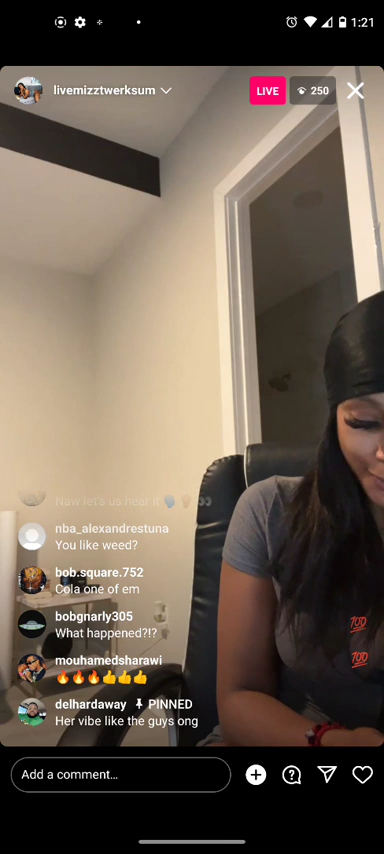 1:21
livemizztwerksum
LIVE
250
Now let's us hear it
nba_alexandrestuna
You like weed?
bob.square.752
Cola one of em
bobgnarly305
What happened?!?
mouhamedsharawi
🔥🔥🔥👍👍👍
delhardaway 📌 PINNED
Her vibe like the guys ong
💯
💯
Add a comment...